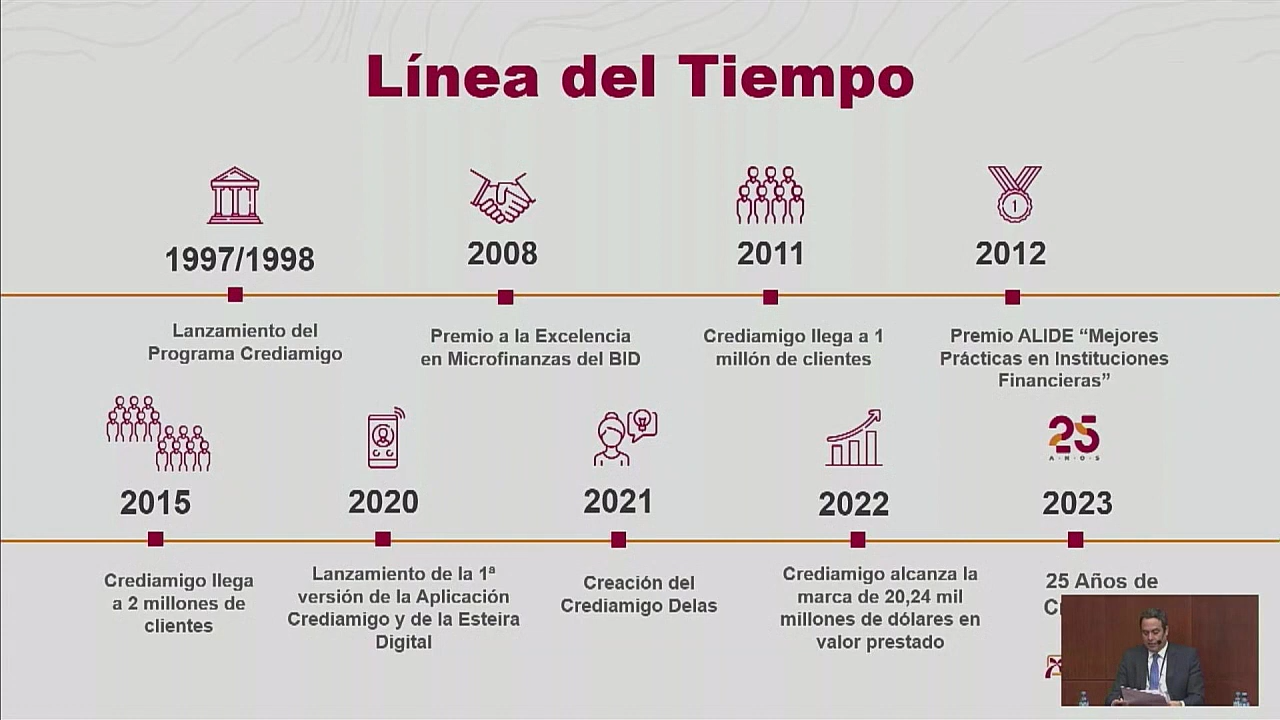 Línea del Tiempo
1
1997/1998
2008
2011
2012
Lanzamiento del
Programa Crediamigo
Premio a la Excelencia
en Microfinanzas del BID
Crediamigo llega a 1
millón de clientes
Premio ALIDE “Mejores
Prácticas en Instituciones
Financieras”
25
A·N·O·S
2015
2020
2021
2022
2023
Crediamigo llega
a 2 millones de
clientes
Lanzamiento de la 1ª
versión de la Aplicación
Crediamigo y de la Esteira
Digital
Creación del
Crediamigo Delas
Crediamigo alcanza la
marca de 20,24 mil
millones de dólares en
valor prestado
25 Años de